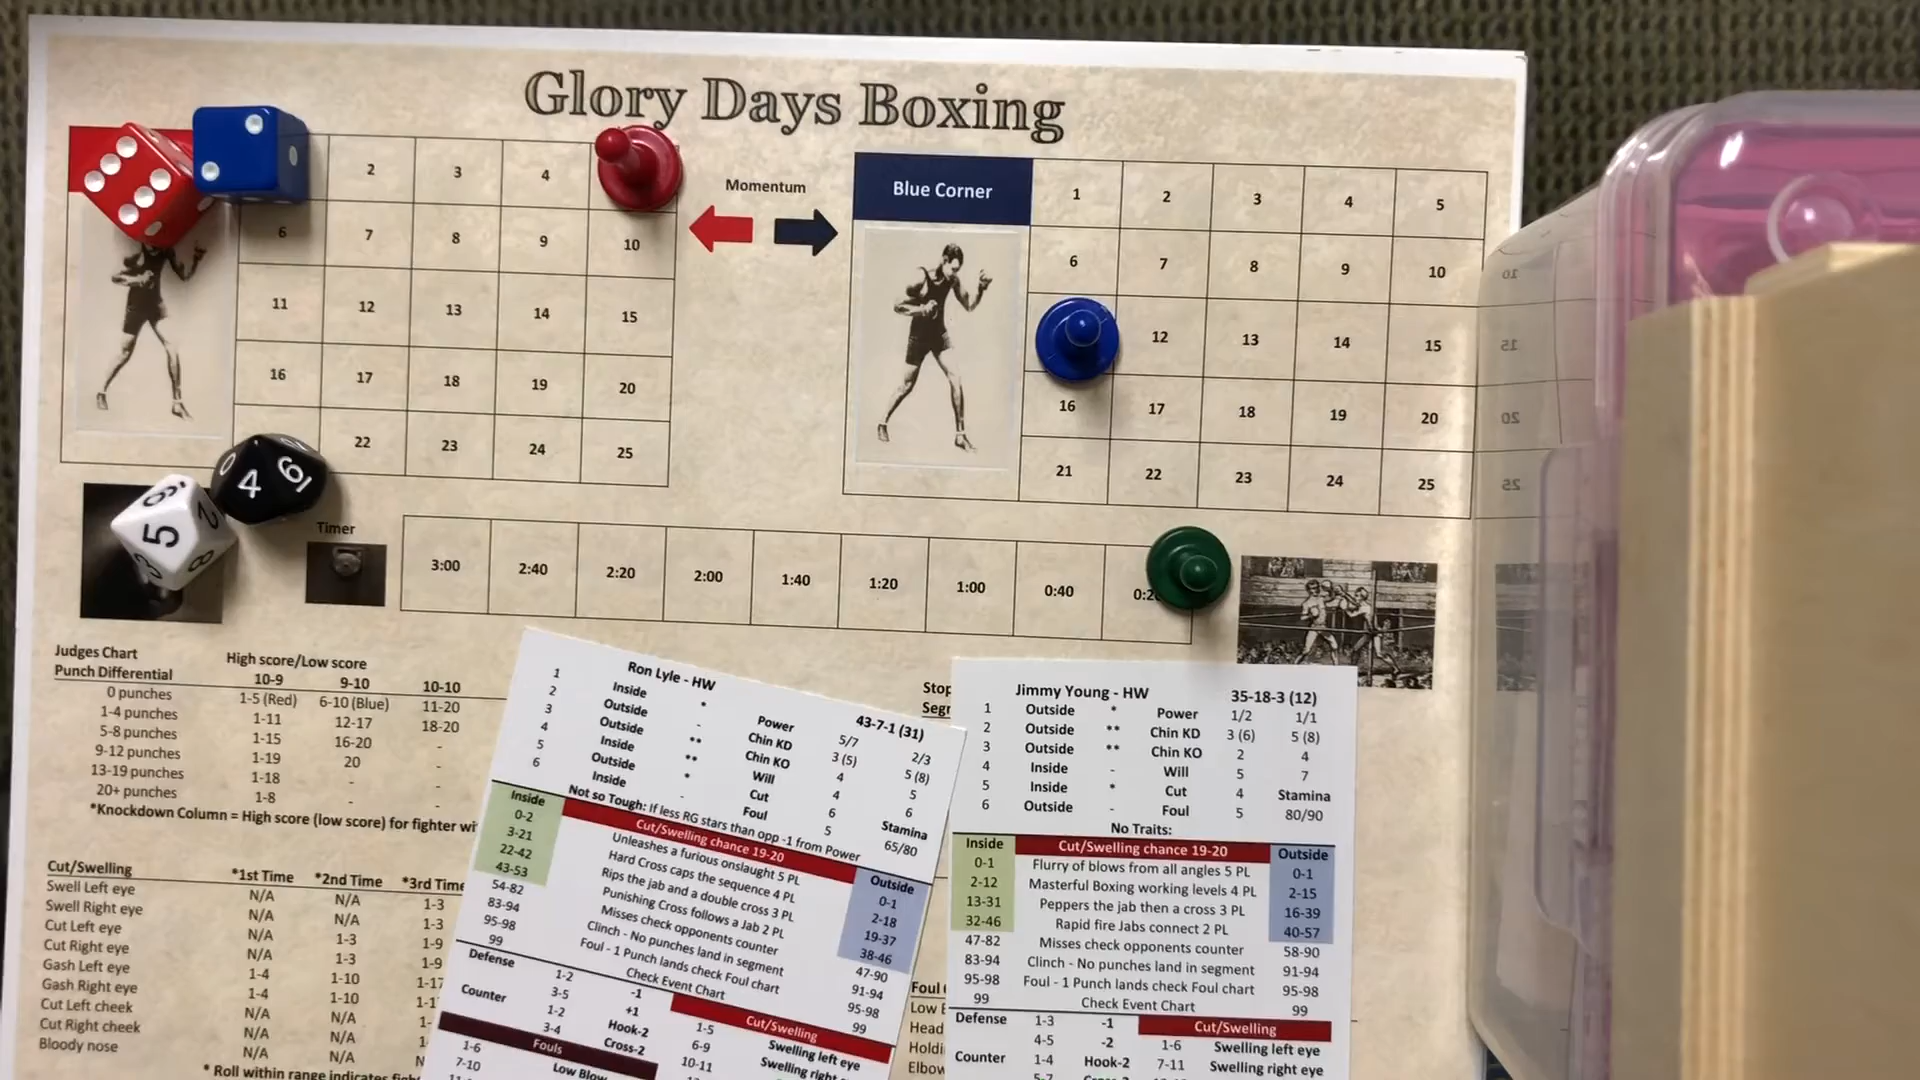 Glory Days Boxing
2 3 4
6 7 8 9 10
11 12 13 14 15
16 17 18 19 20
22 23 24 25
Momentum
Blue Corner
1 2 3 4 5
6 7 8 9 10
12 13 14 15
16 17 18 19 20
21 22 23 24 25
4 6
5
Timer
3:00 2:40 2:20 2:00 1:40 1:20 1:00 0:40
Judges Chart
High score/Low score
Punch Differential 10-9 9-10 10-10
0 punches 1-5 (Red) 6-10 (Blue) 11-20
1-4 punches 1-11 12-17 18-20
5-8 punches 1-15 16-20 -
9-12 punches 1-19 20 -
13-19 punches 1-18 - -
20+ punches 1-8 - -
*Knockdown Column = High score (low score) for fighter
Cut/Swelling *1st Time *2nd Time *3rd Time
Swell Left eye N/A N/A 1-3
Swell Right eye N/A N/A 1-3
Cut Left eye N/A 1-3 1-9
Cut Right eye N/A 1-3 1-9
Gash Left eye 1-4 1-10
Gash Right eye 1-4 1-10
Cut Left cheek N/A N/A
Cut Right cheek N/A N/A
Bloody nose N/A N/A
* Roll within range indicates
Ron Lyle - HW 43-7-1 (31)
1 Inside * Power 5/7 2/3
2 Outside - Chin KD 3 (5) 5 (8)
3 Outside ** Chin KO 4 5
4 Inside ** Will 4 6
5 Outside * Cut 6 Stamina
6 Inside - Foul 5 65/80
Not so Tough: If less RG stars than opp -1 from Power
Inside Cut/Swelling chance 19-20 Outside
0-2 Unleashes a furious onslaught 5 PL 0-1
3-21 Hard Cross caps the sequence 4 PL 2-18
22-42 Rips the jab and a double cross 3 PL 19-37
43-53 Punishing Cross follows a Jab 2 PL 38-46
54-82 Misses check opponents counter 47-90
83-94 Clinch - No punches land in segment 91-94
95-98 Foul - 1 Punch lands check Foul chart 95-98
99 Check Event Chart 99
Defense 1-2 -1 Cut/Swelling
3-5 +1 1-5 Swelling left eye
Counter 1-2 Hook-2 6-9 Swelling right eye
3-4 Cross-2 10-11
Fouls
1-6 Low Blow
7-10
Stop
Segr
Foul
Low B
Head
Holdi
Elbow
Jimmy Young - HW 35-18-3 (12)
1 Outside * Power 1/2 1/1
2 Outside ** Chin KD 3 (6) 5 (8)
3 Outside ** Chin KO 2 4
4 Inside - Will 5 7
5 Inside * Cut 4 Stamina
6 Outside - Foul 5 80/90
No Traits:
Inside Cut/Swelling chance 19-20 Outside
0-1 Flurry of blows from all angles 5 PL 0-1
2-12 Masterful Boxing working levels 4 PL 2-15
13-31 Peppers the jab then a cross 3 PL 16-39
32-46 Rapid fire Jabs connect 2 PL 40-57
47-82 Misses check opponents counter 58-90
83-94 Clinch - No punches land in segment 91-94
95-98 Foul - 1 Punch lands check Foul chart 95-98
99 Check Event Chart 99
Defense 1-3 -1 Cut/Swelling
4-5 -2 1-6 Swelling left eye
Counter 1-4 Hook-2 7-11 Swelling right eye